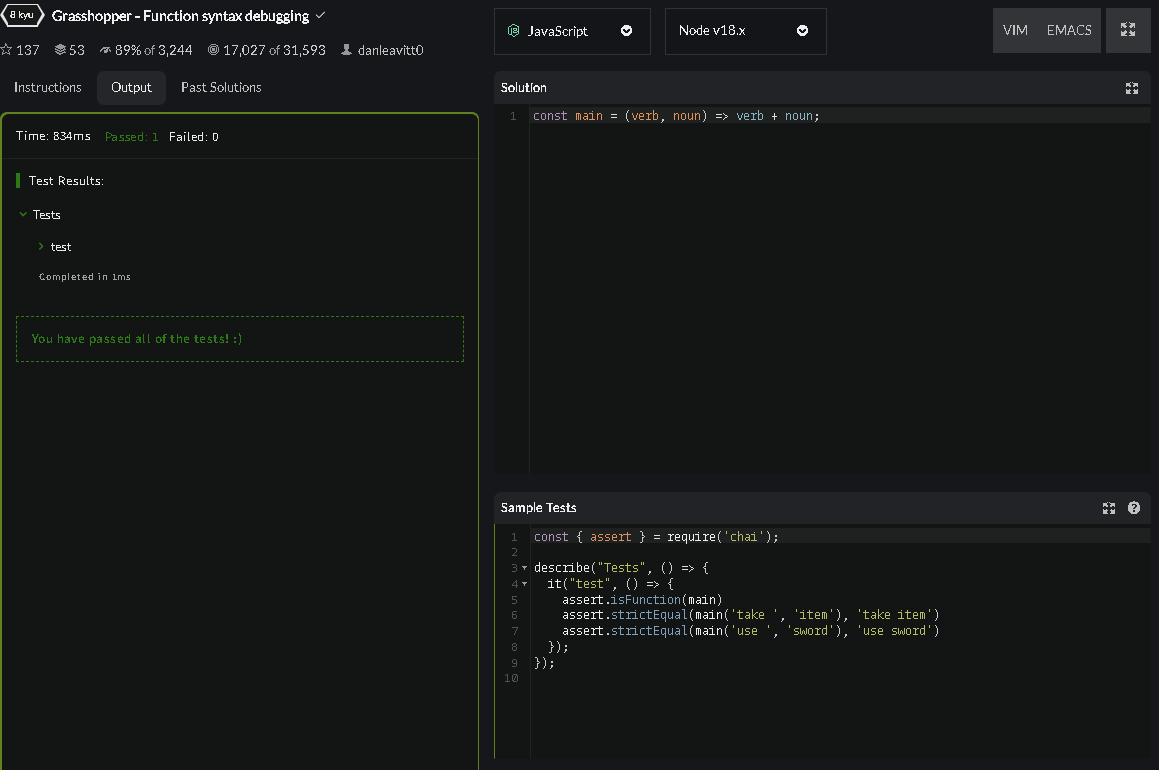 8 kyu Grasshopper - Function syntax debugging
137 53 89% of 3,244 17,027 of 31,593 danleavitt0
Instructions Output Past Solutions
Time: 834ms Passed: 1 Failed: 0
Test Results:
Tests
test
Completed in 1ms
You have passed all of the tests! :)
JavaScript Node v18.x VIM EMACS
Solution
1 const main = (verb, noun) => verb + noun;
Sample Tests
1 const { assert } = require('chai');
2
3 describe("Tests", () => {
4 it("test", () => {
5 assert.isFunction(main)
6 assert.strictEqual(main('take ', 'item'), 'take item')
7 assert.strictEqual(main('use ', 'sword'), 'use sword')
8 });
9 });
10